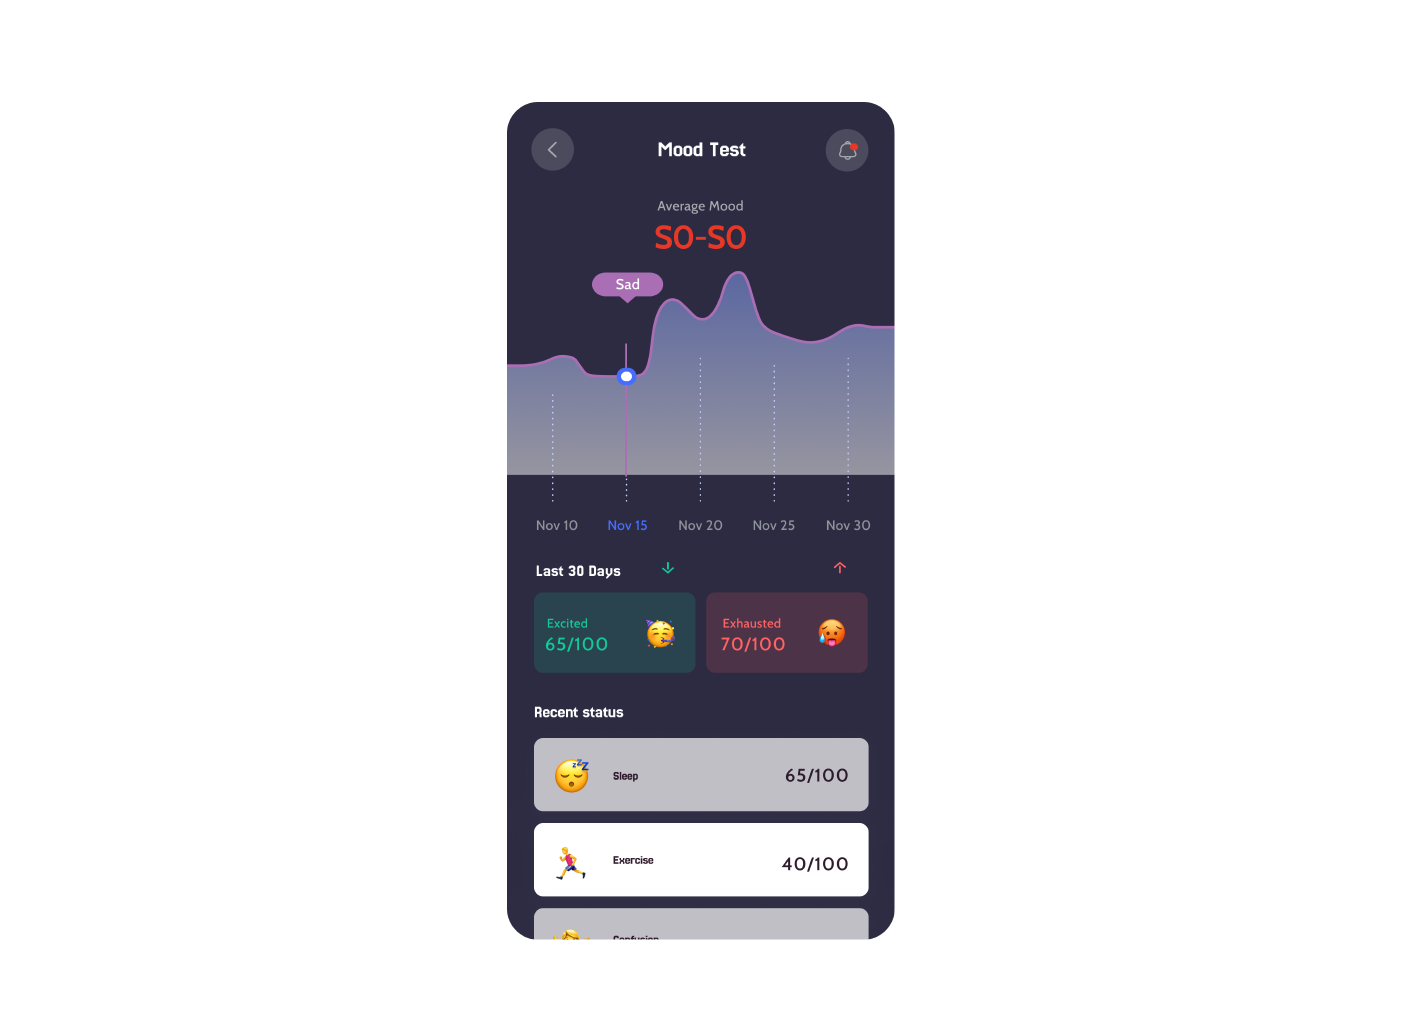 Mood Test
Average Mood
SO-SO
Sad
Nov 10 Nov 15 Nov 20 Nov 25 Nov 30
Last 30 Days
Excited Exhausted
65/100 70/100
Recent status
Sleep 65/100
Exercise 40/100
Confusion